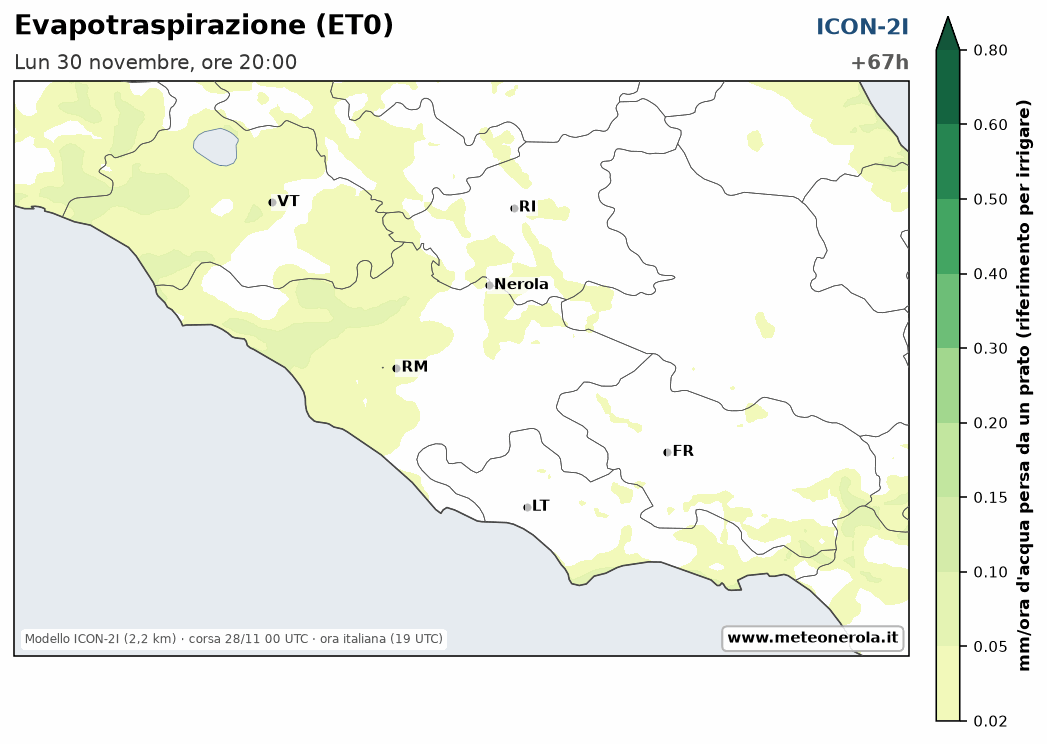 Evapotraspirazione (ET0)
ICON-2I
Lun 30 novembre, ore 20:00
+67h
VT
RI
Nerola
RM
FR
LT
Modello ICON-2I (2,2 km) · corsa 28/11 00 UTC · ora italiana (19 UTC)
www.meteonerola.it
0.80
0.60
0.50
0.40
0.30
0.20
0.15
0.10
0.05
0.02
mm/ora d'acqua persa da un prato (riferimento per irrigare)